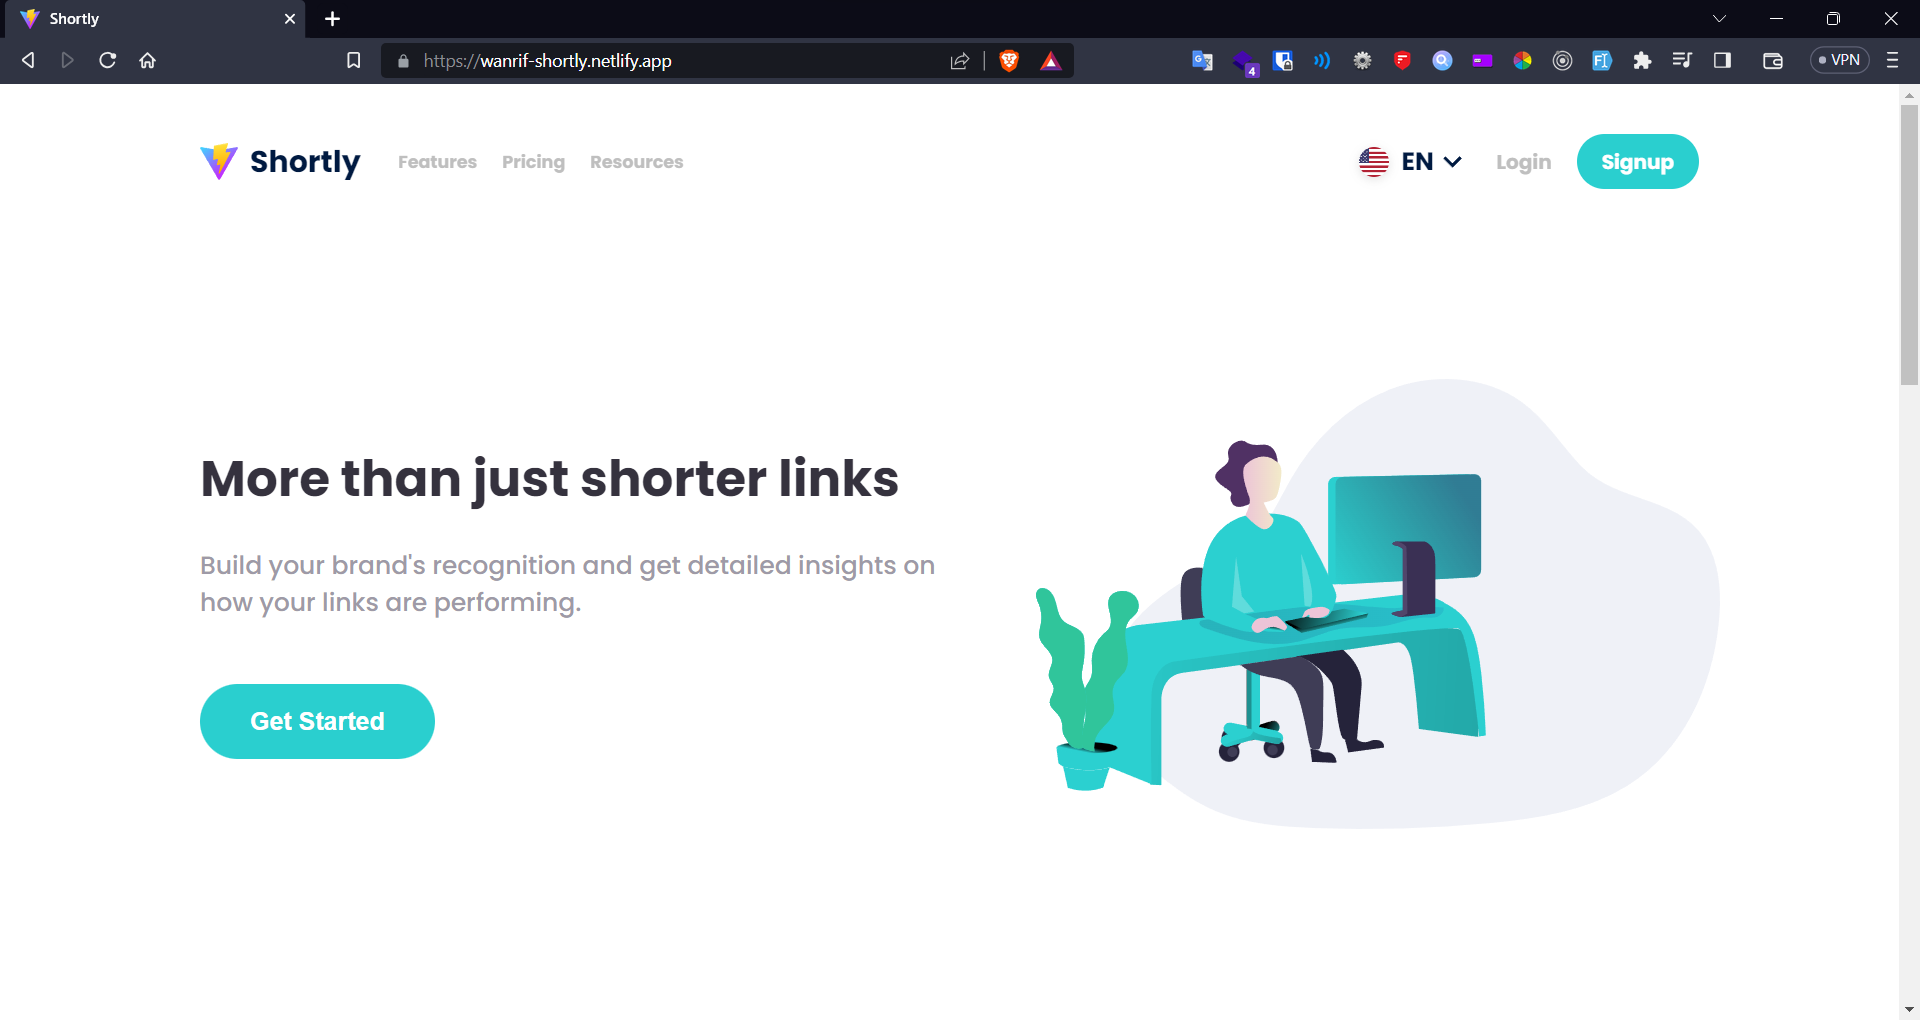 Shortly
https://wanrif-shortly.netlify.app
4
VPN
Shortly
Features
Pricing
Resources
EN
Login
Signup
More than just shorter links
Build your brand's recognition and get detailed insights on
how your links are performing.
Get Started